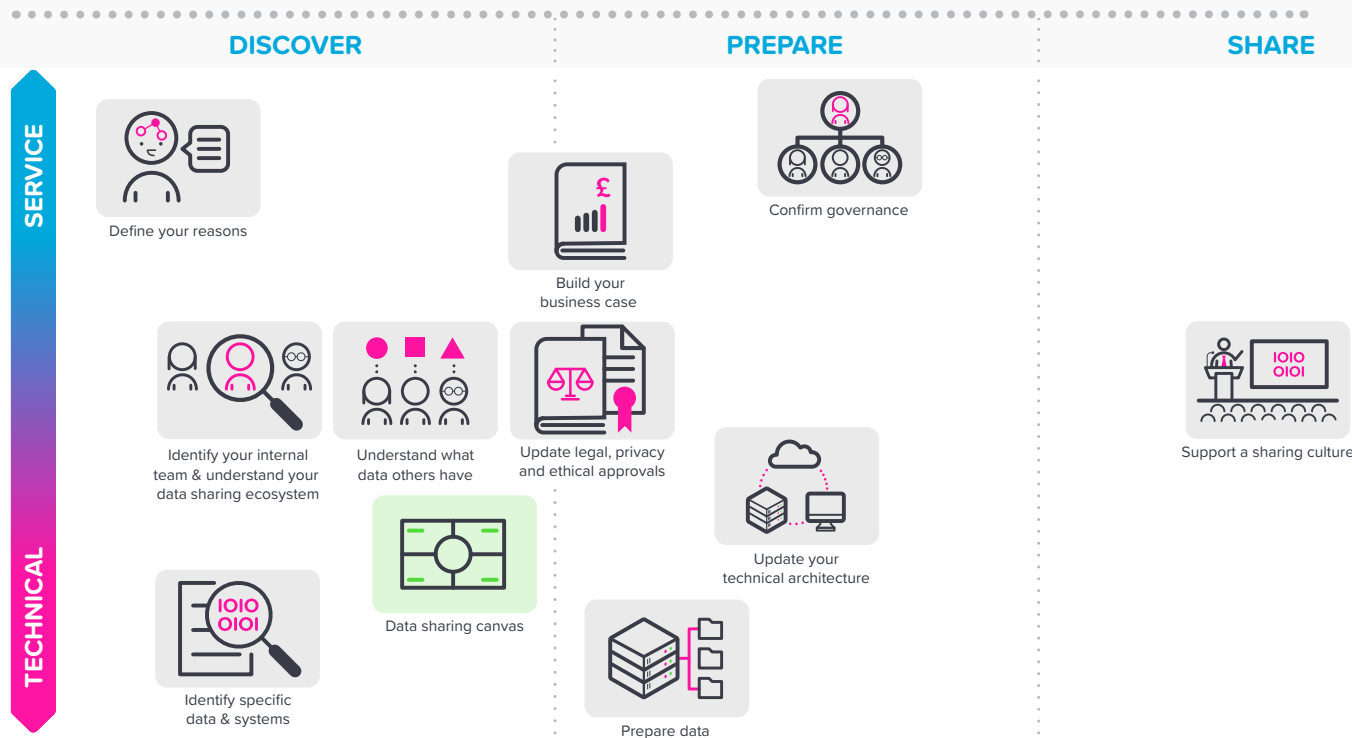 DISCOVER
PREPARE
SHARE
SERVICE
TECHNICAL
Define your reasons
£
Build your
business case
Confirm governance
Identify your internal
team & understand your
data sharing ecosystem
Understand what
data others have
Update legal, privacy
and ethical approvals
IOIO
OIOI
Support a sharing culture
Update your
technical architecture
Data sharing canvas
IOIO
OIOI
Identify specific
data & systems
Prepare data